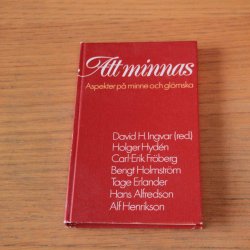 Att minnas
Aspekter på minne och glömska
David H. Ingvar (red.)
Holger Hydén
Carl-Erik Fröberg
Bengt Holmström
Tage Erlander
Hans Alfredson
Alf Henrikson